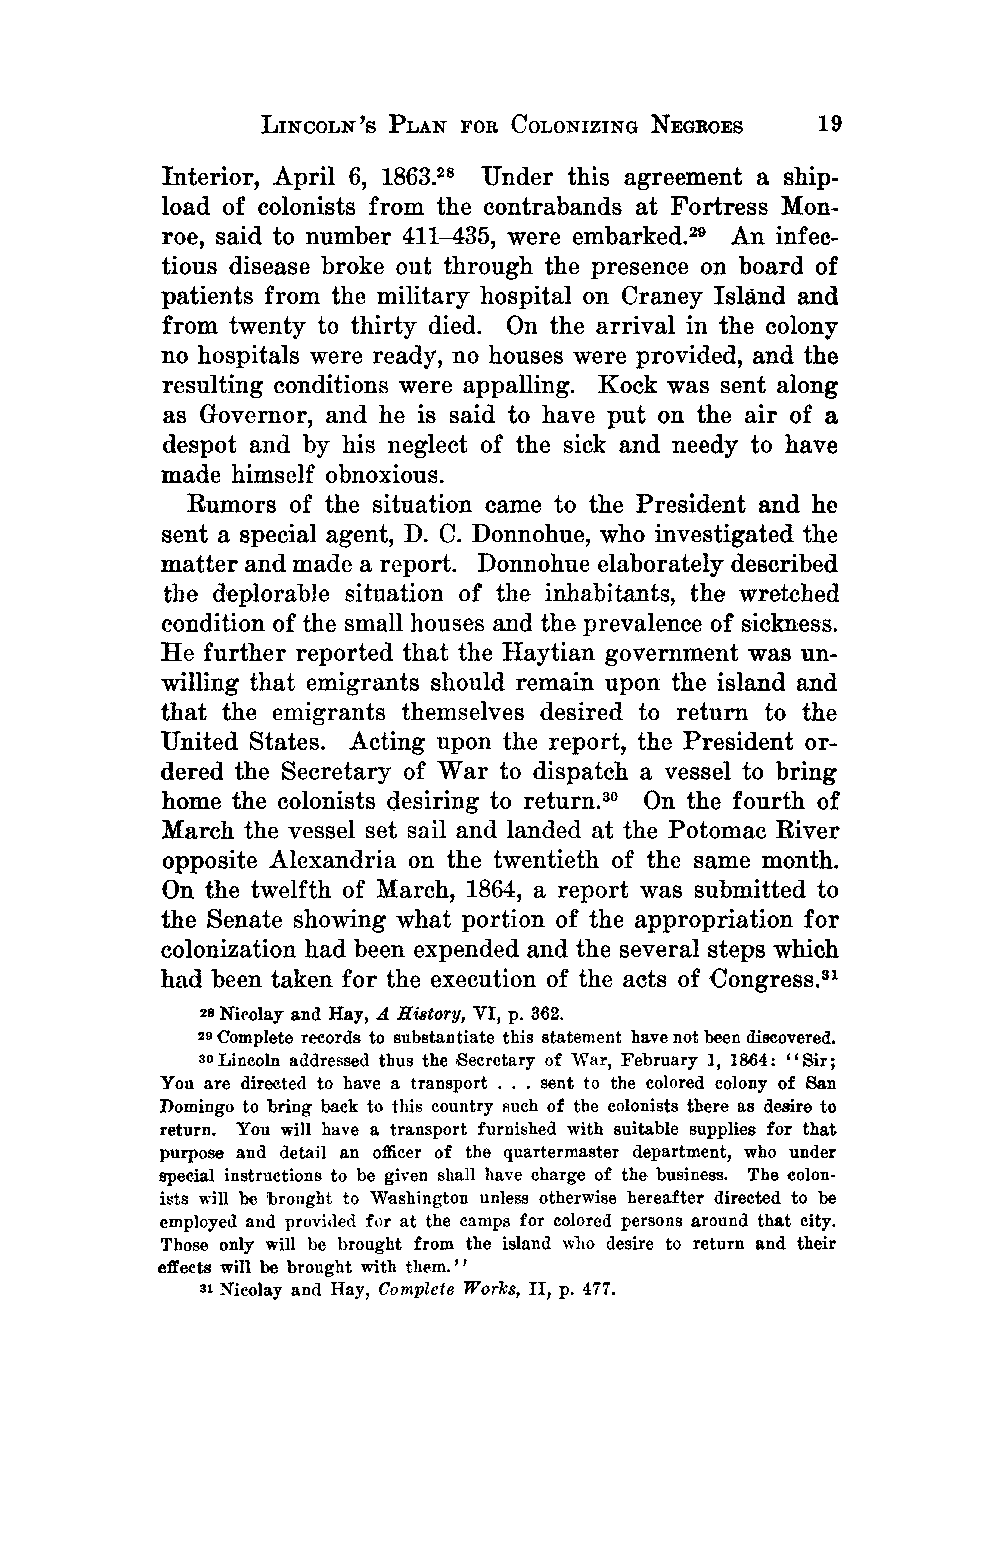 LINCOLN'S PLAN FOR COLONIZING NEGROES 19
Interior, April 6, 1863.²⁸ Under this agreement a ship-
load of colonists from the contrabands at Fortress Mon-
roe, said to number 411–435, were embarked.²⁹ An infec-
tious disease broke out through the presence on board of
patients from the military hospital on Craney Island and
from twenty to thirty died. On the arrival in the colony
no hospitals were ready, no houses were provided, and the
resulting conditions were appalling. Kock was sent along
as Governor, and he is said to have put on the air of a
despot and by his neglect of the sick and needy to have
made himself obnoxious.
Rumors of the situation came to the President and he
sent a special agent, D. C. Donnohue, who investigated the
matter and made a report. Donnohue elaborately described
the deplorable situation of the inhabitants, the wretched
condition of the small houses and the prevalence of sickness.
He further reported that the Haytian government was un-
willing that emigrants should remain upon the island and
that the emigrants themselves desired to return to the
United States. Acting upon the report, the President or-
dered the Secretary of War to dispatch a vessel to bring
home the colonists desiring to return.³⁰ On the fourth of
March the vessel set sail and landed at the Potomac River
opposite Alexandria on the twentieth of the same month.
On the twelfth of March, 1864, a report was submitted to
the Senate showing what portion of the appropriation for
colonization had been expended and the several steps which
had been taken for the execution of the acts of Congress.³¹
²⁸ Nicolay and Hay, A History, VI, p. 362.
²⁹ Complete records to substantiate this statement have not been discovered.
³⁰ Lincoln addressed thus the Secretary of War, February 1, 1864: ''Sir;
You are directed to have a transport . . . sent to the colored colony of San
Domingo to bring back to this country such of the colonists there as desire to
return. You will have a transport furnished with suitable supplies for that
purpose and detail an officer of the quartermaster department, who under
special instructions to be given shall have charge of the business. The colon-
ists will be brought to Washington unless otherwise hereafter directed to be
employed and provided for at the camps for colored persons around that city.
Those only will be brought from the island who desire to return and their
effects will be brought with them.''
³¹ Nicolay and Hay, Complete Works, II, p. 477.